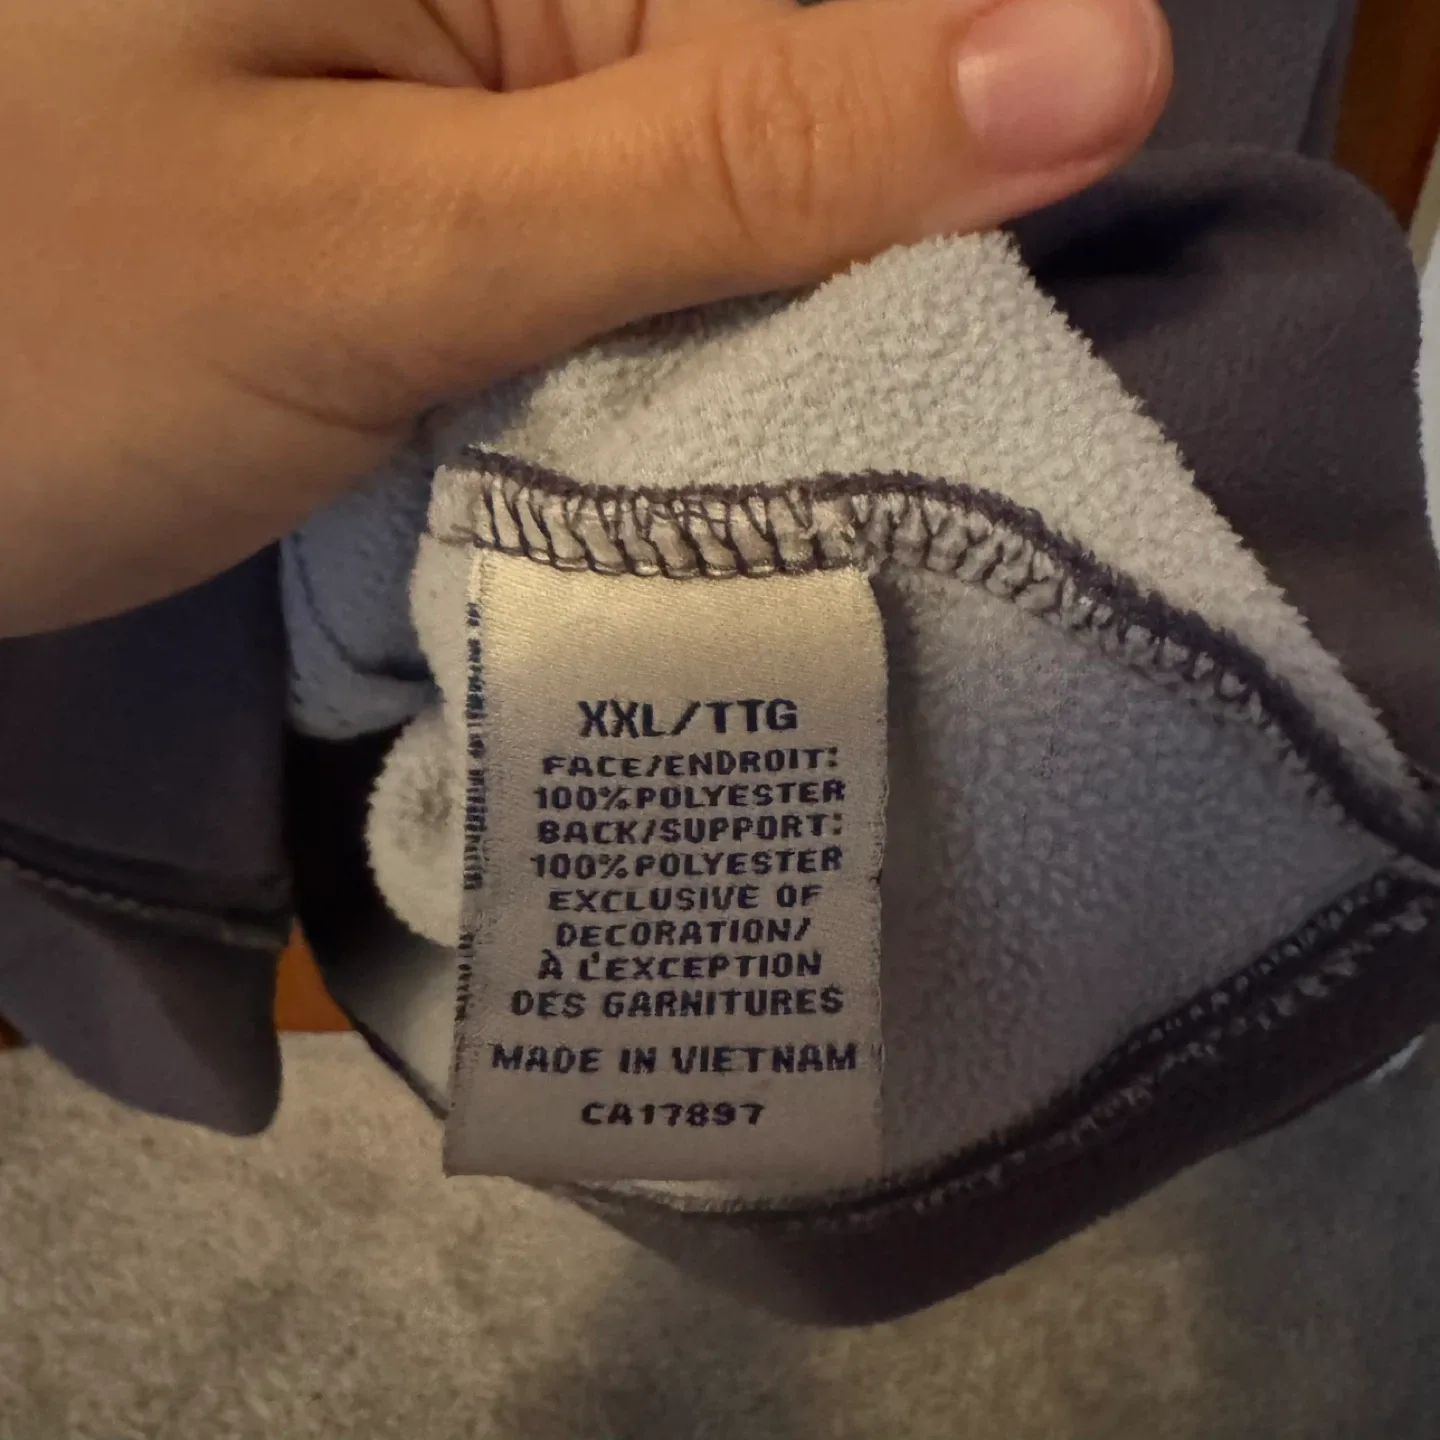 XXL/TTG
FACE/ENDROIT:
100%POLYESTER
BACK/SUPPORT:
100%POLYESTER
EXCLUSIVE OF
DECORATION/
À L'EXCEPTION
DES GARNITURES
MADE IN VIETNAM
CA17897